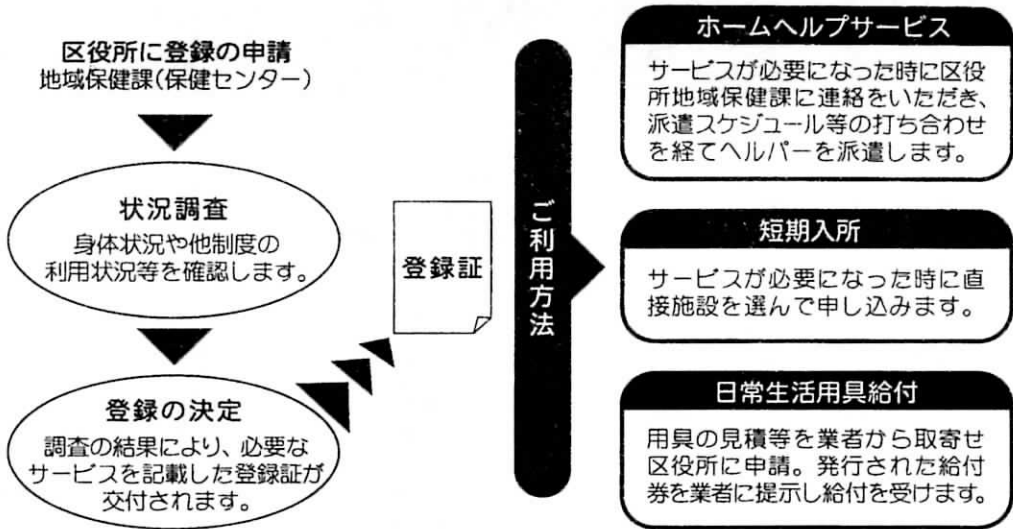 区役所に登録の申請
地域保健課(保健センター)
状況調査
身体状況や他制度の
利用状況等を確認します。
登録の決定
調査の結果により、必要な
サービスを記載した登録証が
交付されます。
登録証
ご利用方法
ホームヘルプサービス
サービスが必要になった時に区役
所地域保健課に連絡をいただき、
派遣スケジュール等の打ち合わせ
を経てヘルパーを派遣します。
短期入所
サービスが必要になった時に直
接施設を選んで申し込みます。
日常生活用具給付
用具の見積等を業者から取寄せ
区役所に申請。発行された給付
券を業者に提示し給付を受けます。